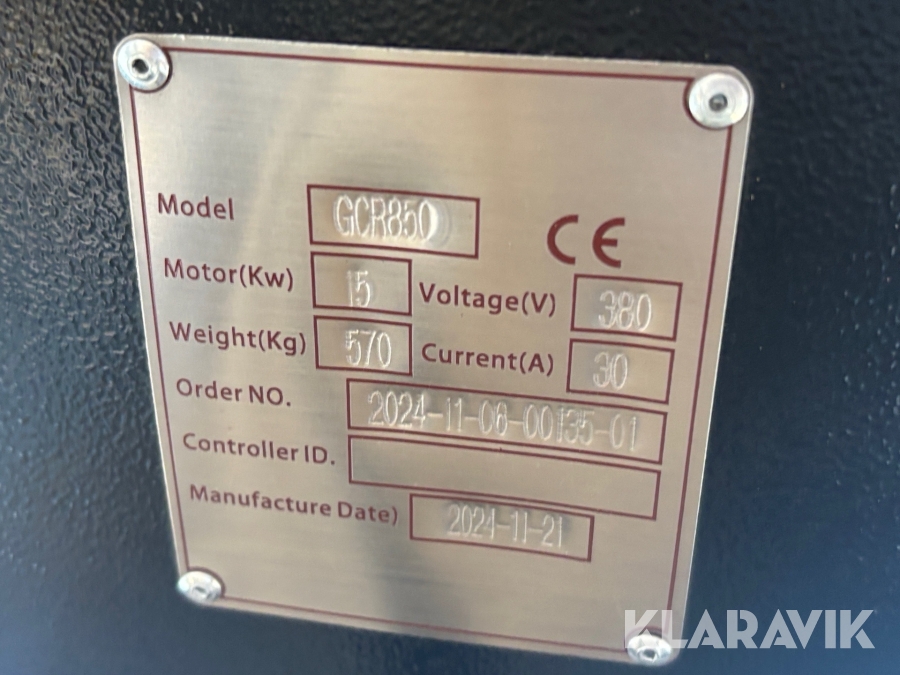 Model GCR850
CE
Motor(Kw) 15 Voltage(V) 380
Weight(Kg) 570 Current(A) 30
Order NO. 2024-11-06-00135-01
Controller ID.
Manufacture Date) 2024-11-21
KLARAVIK